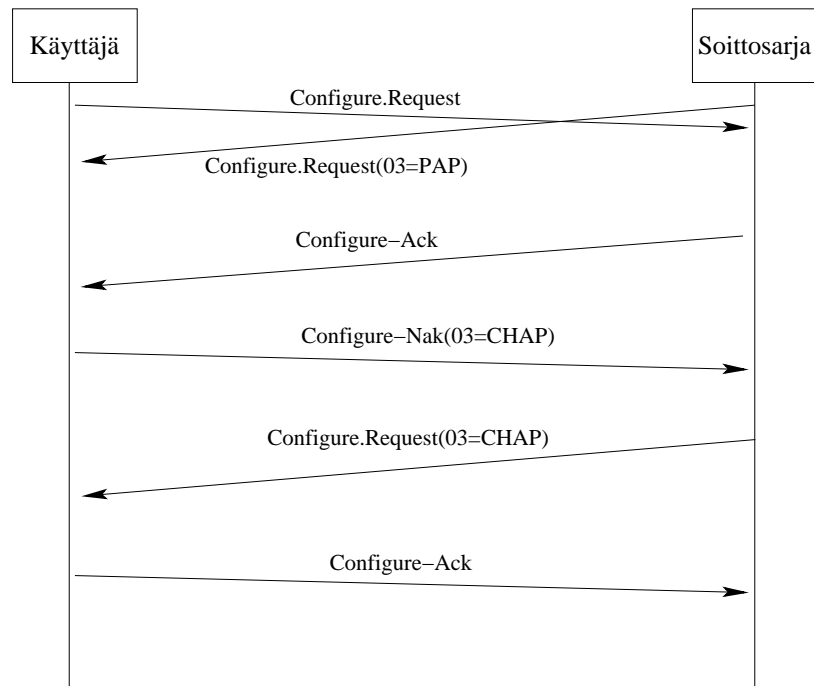 Käyttäjä
Soittosarja
Configure.Request
Configure.Request(03=PAP)
Configure−Ack
Configure−Nak(03=CHAP)
Configure.Request(03=CHAP)
Configure−Ack